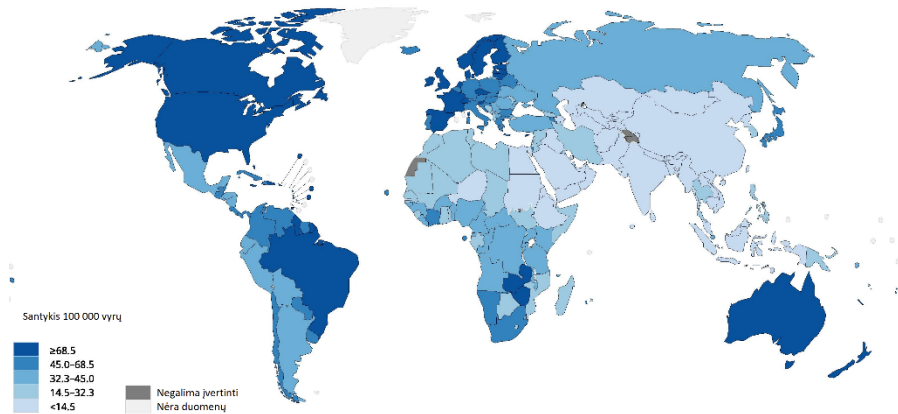 Santykis 100 000 vyrų
≥68.5
45.0–68.5
32.3–45.0
14.5–32.3
<14.5
Negalima įvertinti
Nėra duomenų